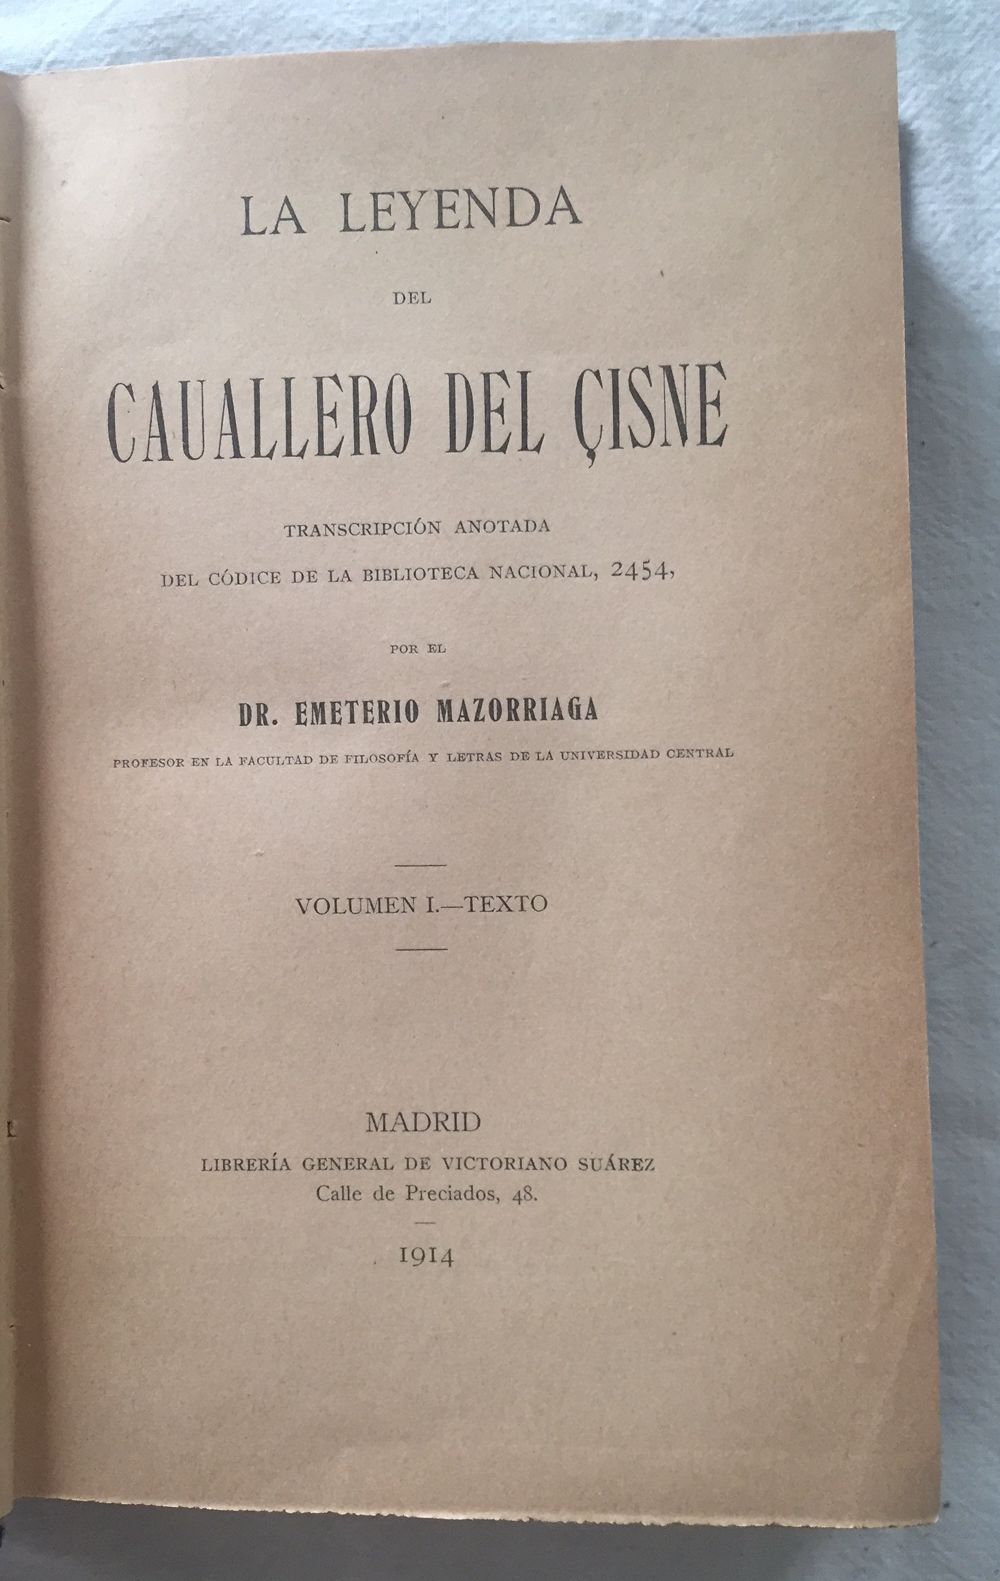 LA LEYENDA
DEL
CAUALLERO DEL ÇISNE
TRANSCRIPCIÓN ANOTADA
DEL CÓDICE DE LA BIBLIOTECA NACIONAL, 2454,
POR EL
DR. EMETERIO MAZORRIAGA
PROFESOR EN LA FACULTAD DE FILOSOFÍA Y LETRAS DE LA UNIVERSIDAD CENTRAL
VOLUMEN I.—TEXTO
MADRID
LIBRERÍA GENERAL DE VICTORIANO SUÁREZ
Calle de Preciados, 48.
1914